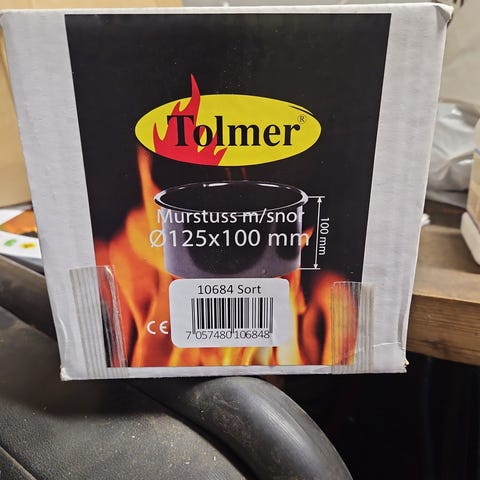 Tolmer®
Murstuss m/snor
Ø125x100 mm
100 mm
10684 Sort
CE
7 057480 106848